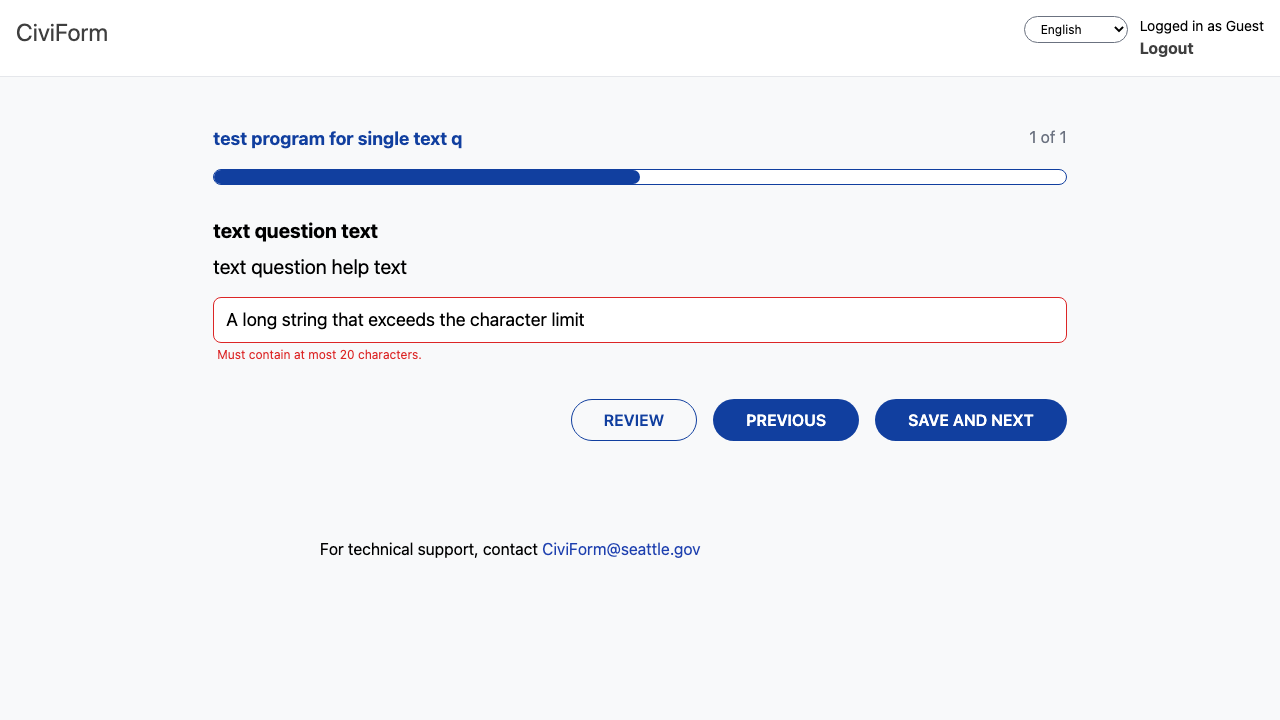 CiviForm
English
Logged in as Guest
Logout
test program for single text q
1 of 1
text question text
text question help text
A long string that exceeds the character limit
Must contain at most 20 characters.
REVIEW
PREVIOUS
SAVE AND NEXT
For technical support, contact CiviForm@seattle.gov